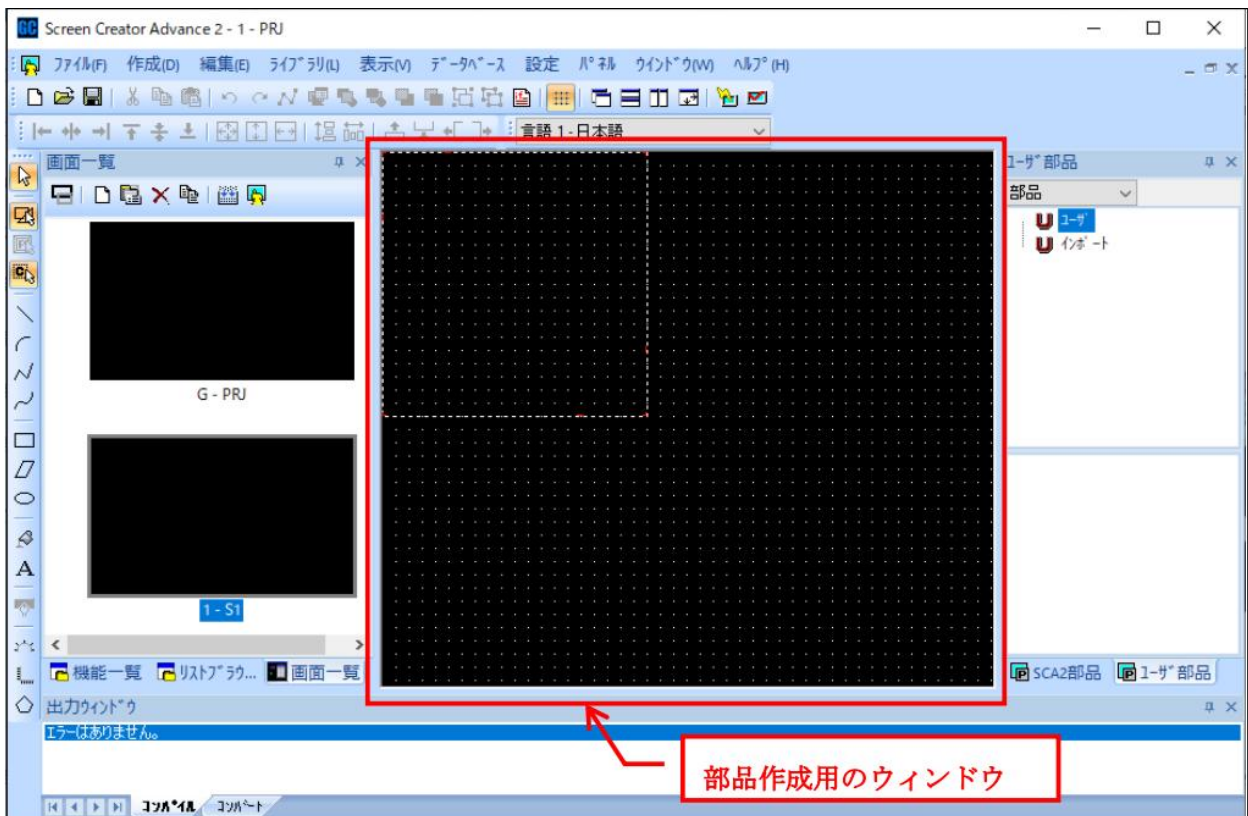 GC Screen Creator Advance 2 - 1 - PRJ
ﾌｧｲﾙ(F) 作成(D) 編集(E) ﾗｲﾌﾞﾗﾘ(L) 表示(V) ﾃﾞｰﾀﾍﾞｰｽ 設定 ﾊﾟﾈﾙ ｳｲﾝﾄﾞｳ(W) ﾍﾙﾌﾟ(H)
言語 1 - 日本語
画面一覧
ﾕｰｻﾞ部品
部品
ﾕｰｻﾞ
ｲﾝﾎﾟｰﾄ
G - PRJ
1 - S1
機能一覧 ﾘｽﾄﾌﾞﾗｳ... 画面一覧
SCA2部品 ﾕｰｻﾞ部品
出力ｳｨﾝﾄﾞｳ
ｴﾗｰはありません。
部品作成用のウィンドウ
ｺﾝﾊﾟｲﾙ ｺﾝﾊﾞｰﾄ